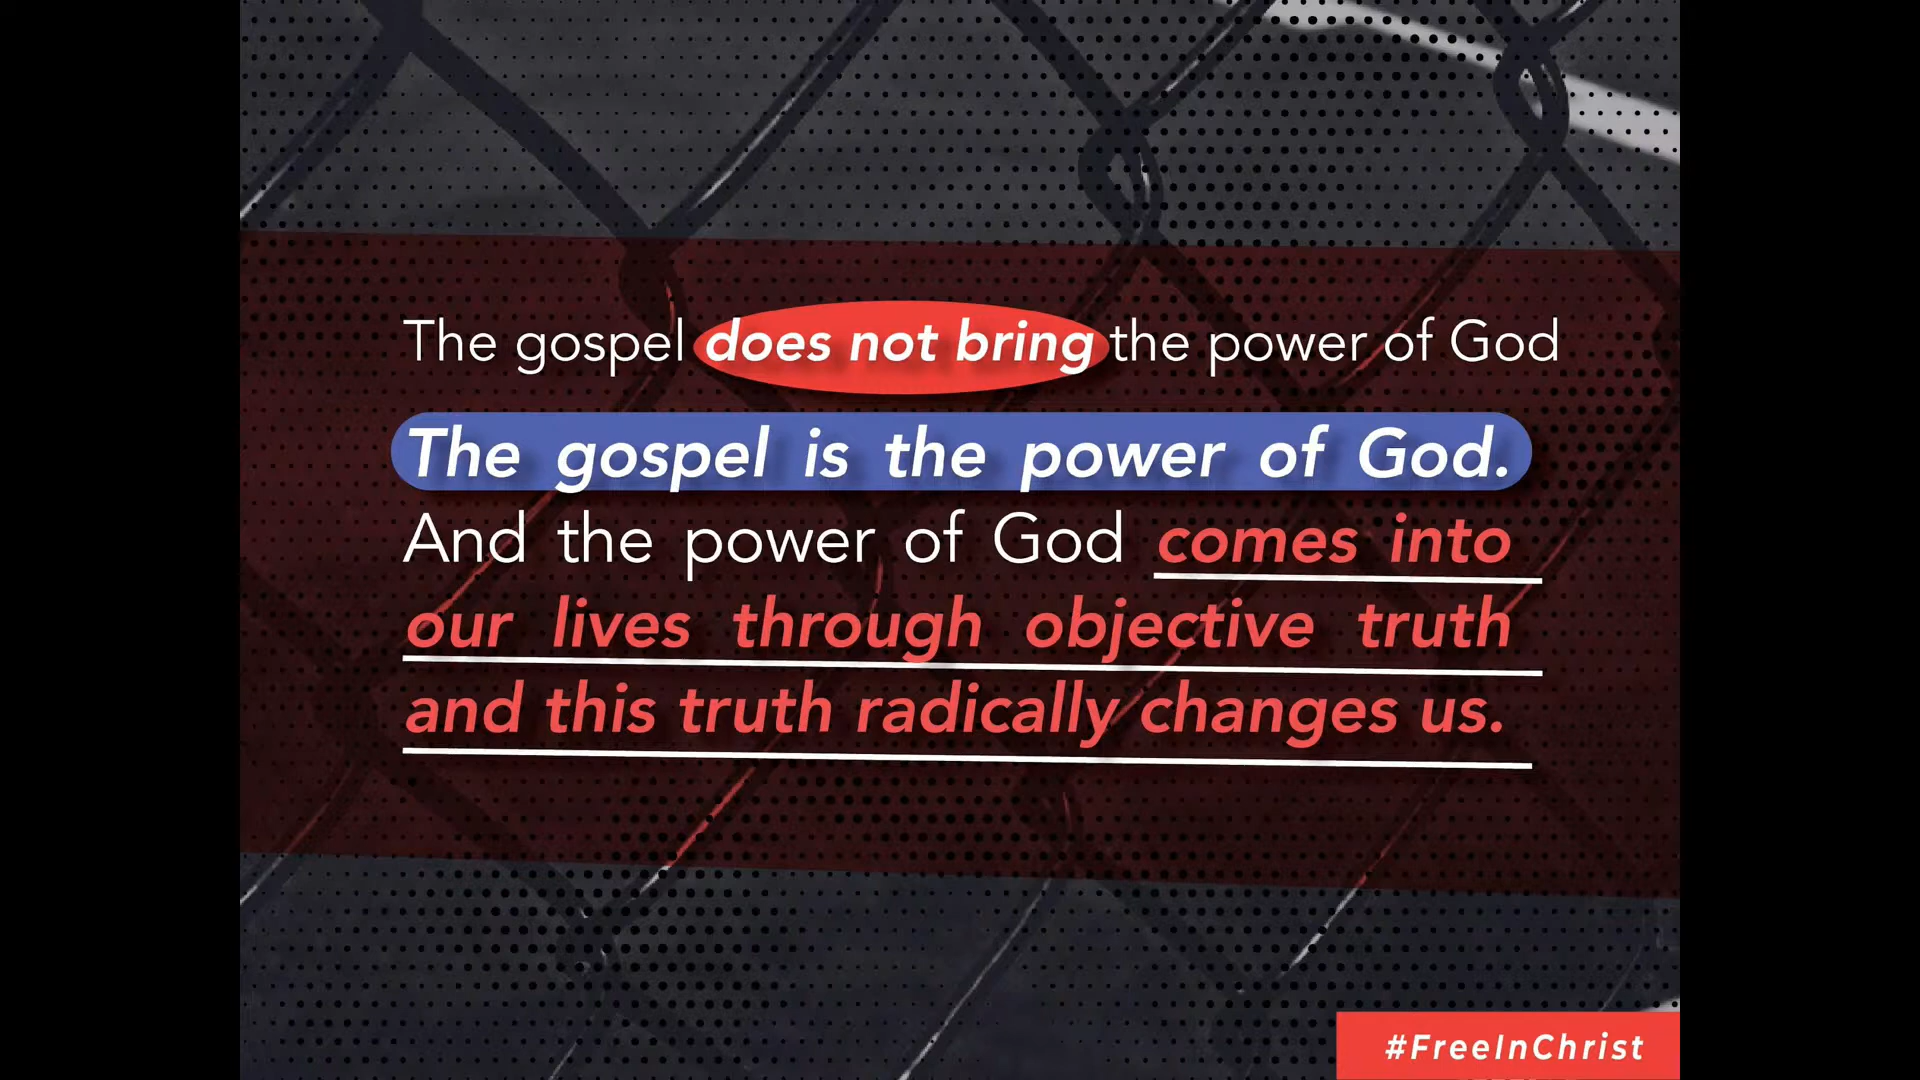 The gospel does not bring the power of God
The gospel is the power of God.
And the power of God comes into
our lives through objective truth
and this truth radically changes us.
#FreeInChrist